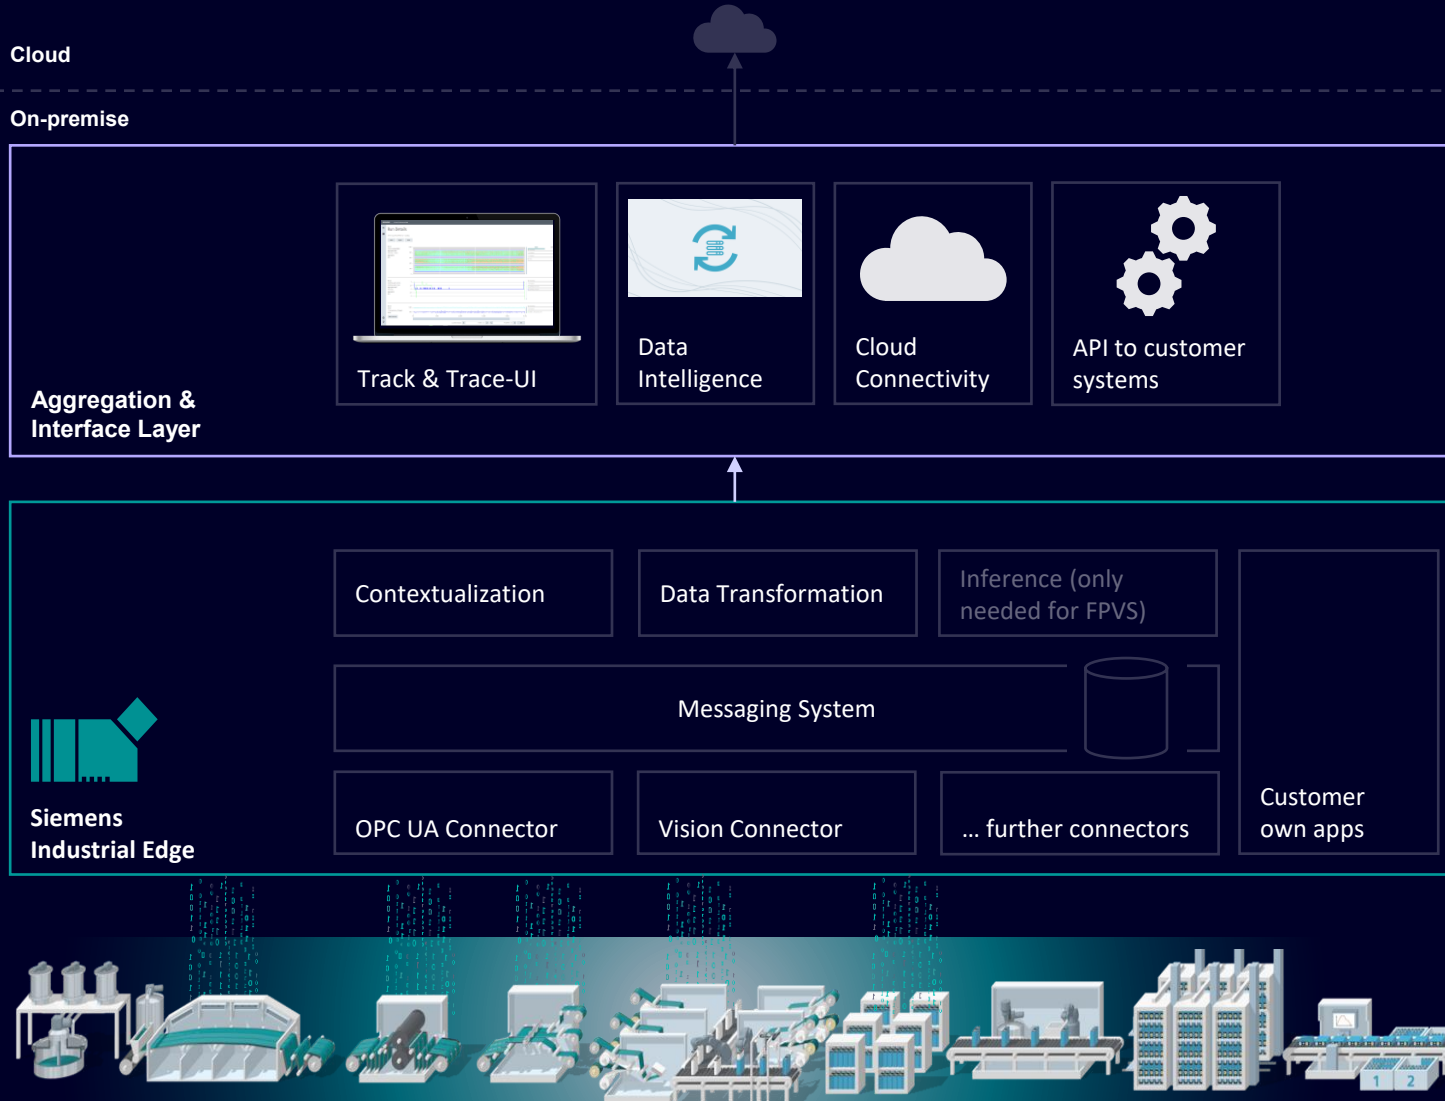 Cloud
On-premise
Track & Trace-UI
Data
Intelligence
Cloud
Connectivity
API to customer
systems
Aggregation &
Interface Layer
Contextualization
Data Transformation
Inference (only
needed for FPVS)
Messaging System
OPC UA Connector
Vision Connector
... further connectors
Customer
own apps
Siemens
Industrial Edge
1
2